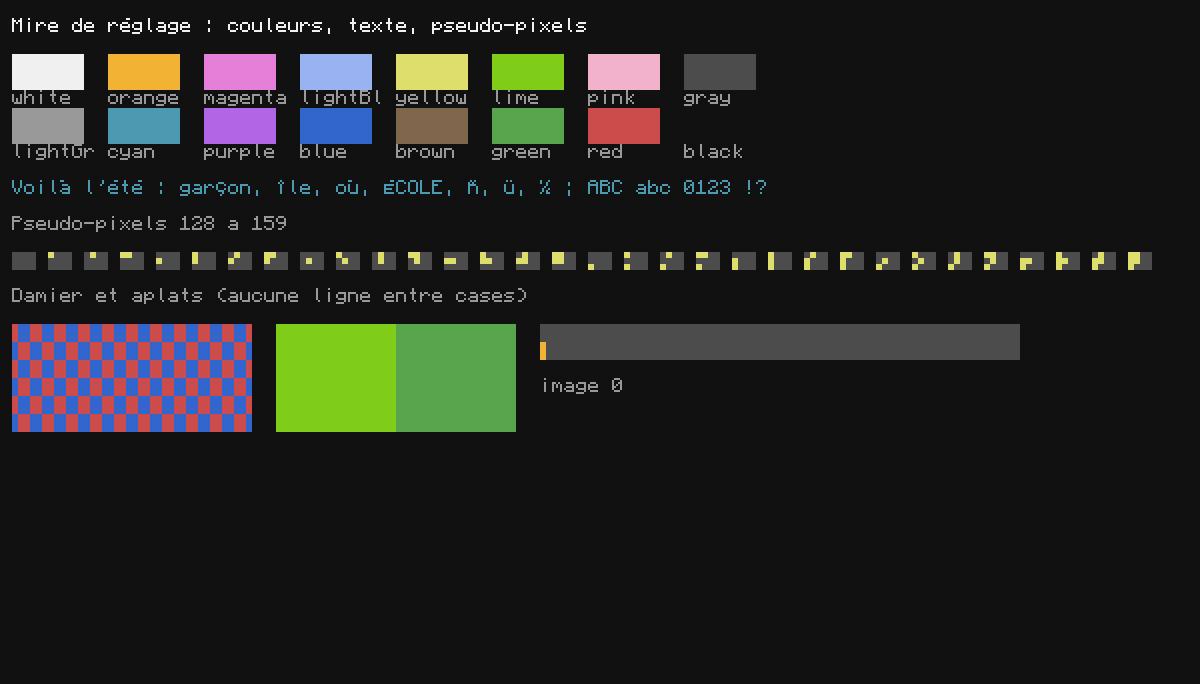 Mire de réglage : couleurs, texte, pseudo-pixels
white orange magenta lightBl yellow lime pink gray
lightGr cyan purple blue brown green red black
Voilà l'été : garçon, île, où, ÉCOLE, Ä, ü, % ; ABC abc 0123 !?
Pseudo-pixels 128 a 159
Damier et aplats (aucune ligne entre cases)
image 0